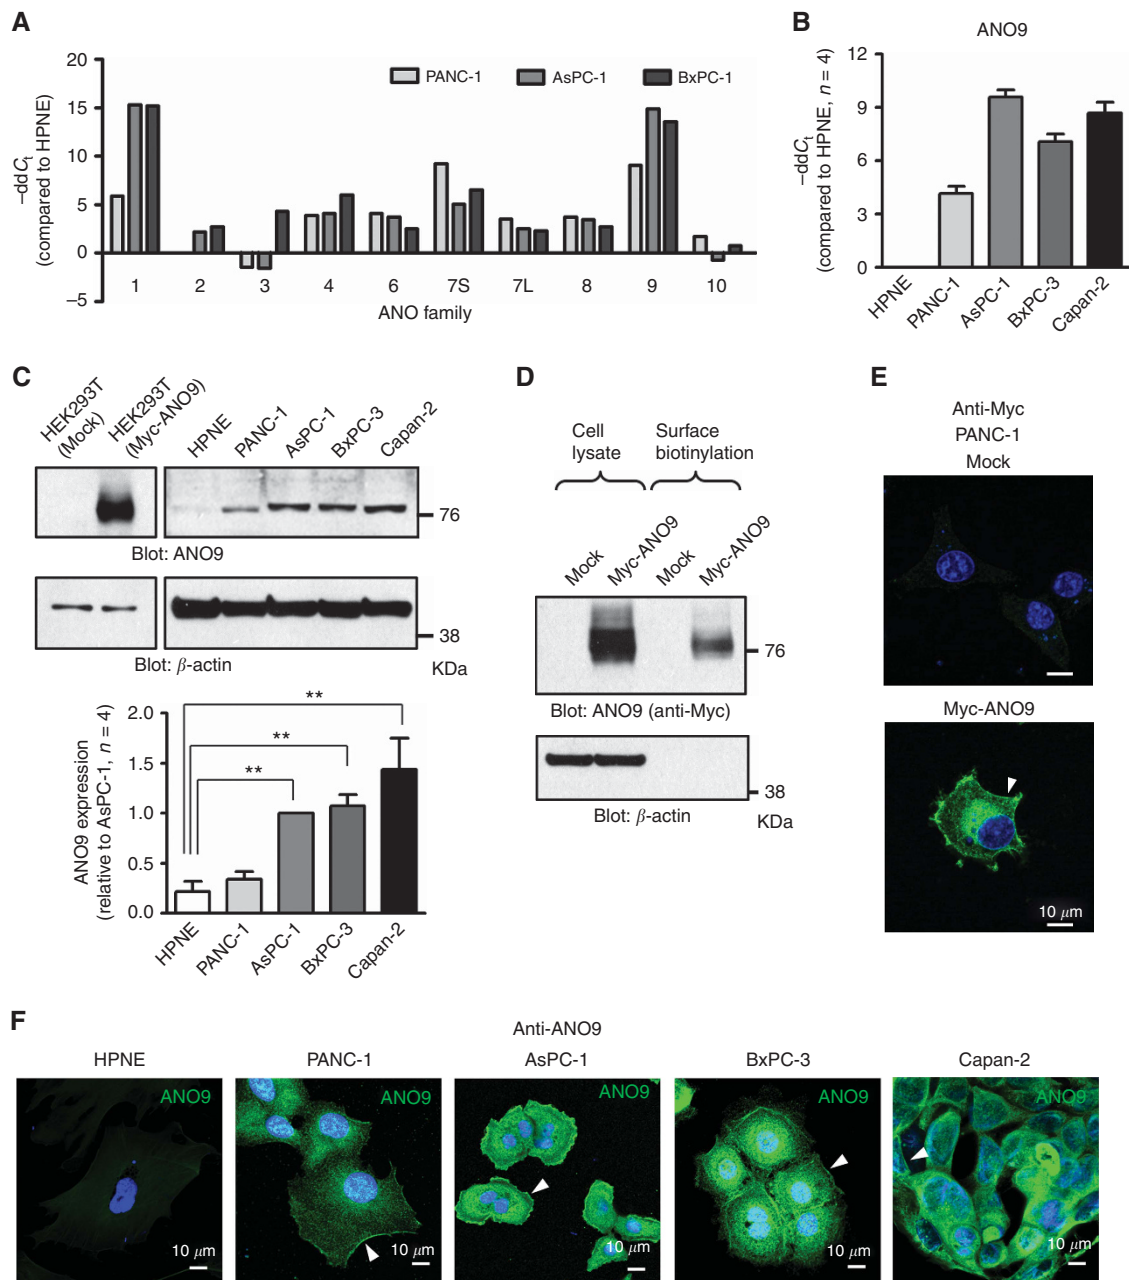 A
20
15
10
5
0
−5
−ddCt
(compared to HPNE)
PANC-1 AsPC-1 BxPC-1
1 2 3 4 6 7S 7L 8 9 10
ANO family
B
ANO9
12
9
6
3
0
−ddCt
(compared to HPNE, n = 4)
HPNE PANC-1 AsPC-1 BxPC-3 Capan-2
C
HEK293T
(Mock)
HEK293T
(Myc-ANO9)
HPNE PANC-1 AsPC-1 BxPC-3 Capan-2
76
Blot: ANO9
38
Blot: β-actin
KDa
** 
**
**
2.0
1.5
1.0
0.5
0.0
ANO9 expression
(relative to AsPC-1, n = 4)
HPNE PANC-1 AsPC-1 BxPC-3 Capan-2
D
Cell
lysate
Surface
biotinylation
Mock Myc-ANO9 Mock Myc-ANO9
76
Blot: ANO9 (anti-Myc)
38
Blot: β-actin
KDa
E
Anti-Myc
PANC-1
Mock
Myc-ANO9
10 μm
F
Anti-ANO9
HPNE PANC-1 AsPC-1 BxPC-3 Capan-2
ANO9 ANO9 ANO9 ANO9 ANO9
10 μm 10 μm 10 μm 10 μm 10 μm